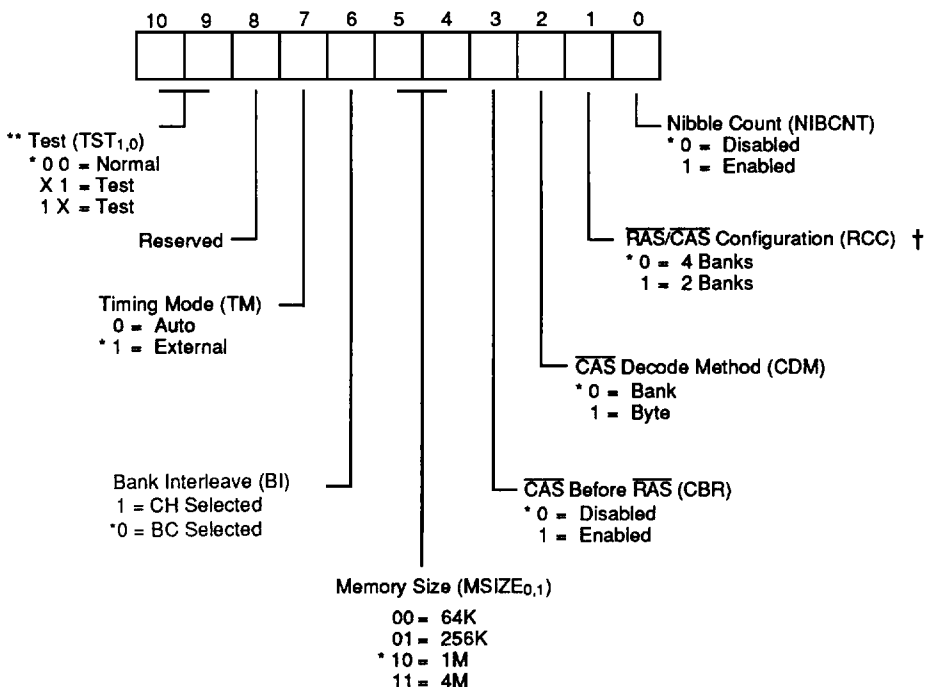 10 9 8 7 6 5 4 3 2 1 0
** Test (TST1,0)
* 0 0 = Normal
X 1 = Test
1 X = Test
Reserved
Timing Mode (TM)
0 = Auto
* 1 = External
Bank Interleave (BI)
1 = CH Selected
*0 = BC Selected
Memory Size (MSIZE0,1)
00 = 64K
01 = 256K
* 10 = 1M
11 = 4M
CAS Before RAS (CBR)
* 0 = Disabled
1 = Enabled
CAS Decode Method (CDM)
* 0 = Bank
1 = Byte
RAS/CAS Configuration (RCC) †
* 0 = 4 Banks
1 = 2 Banks
Nibble Count (NIBCNT)
* 0 = Disabled
1 = Enabled